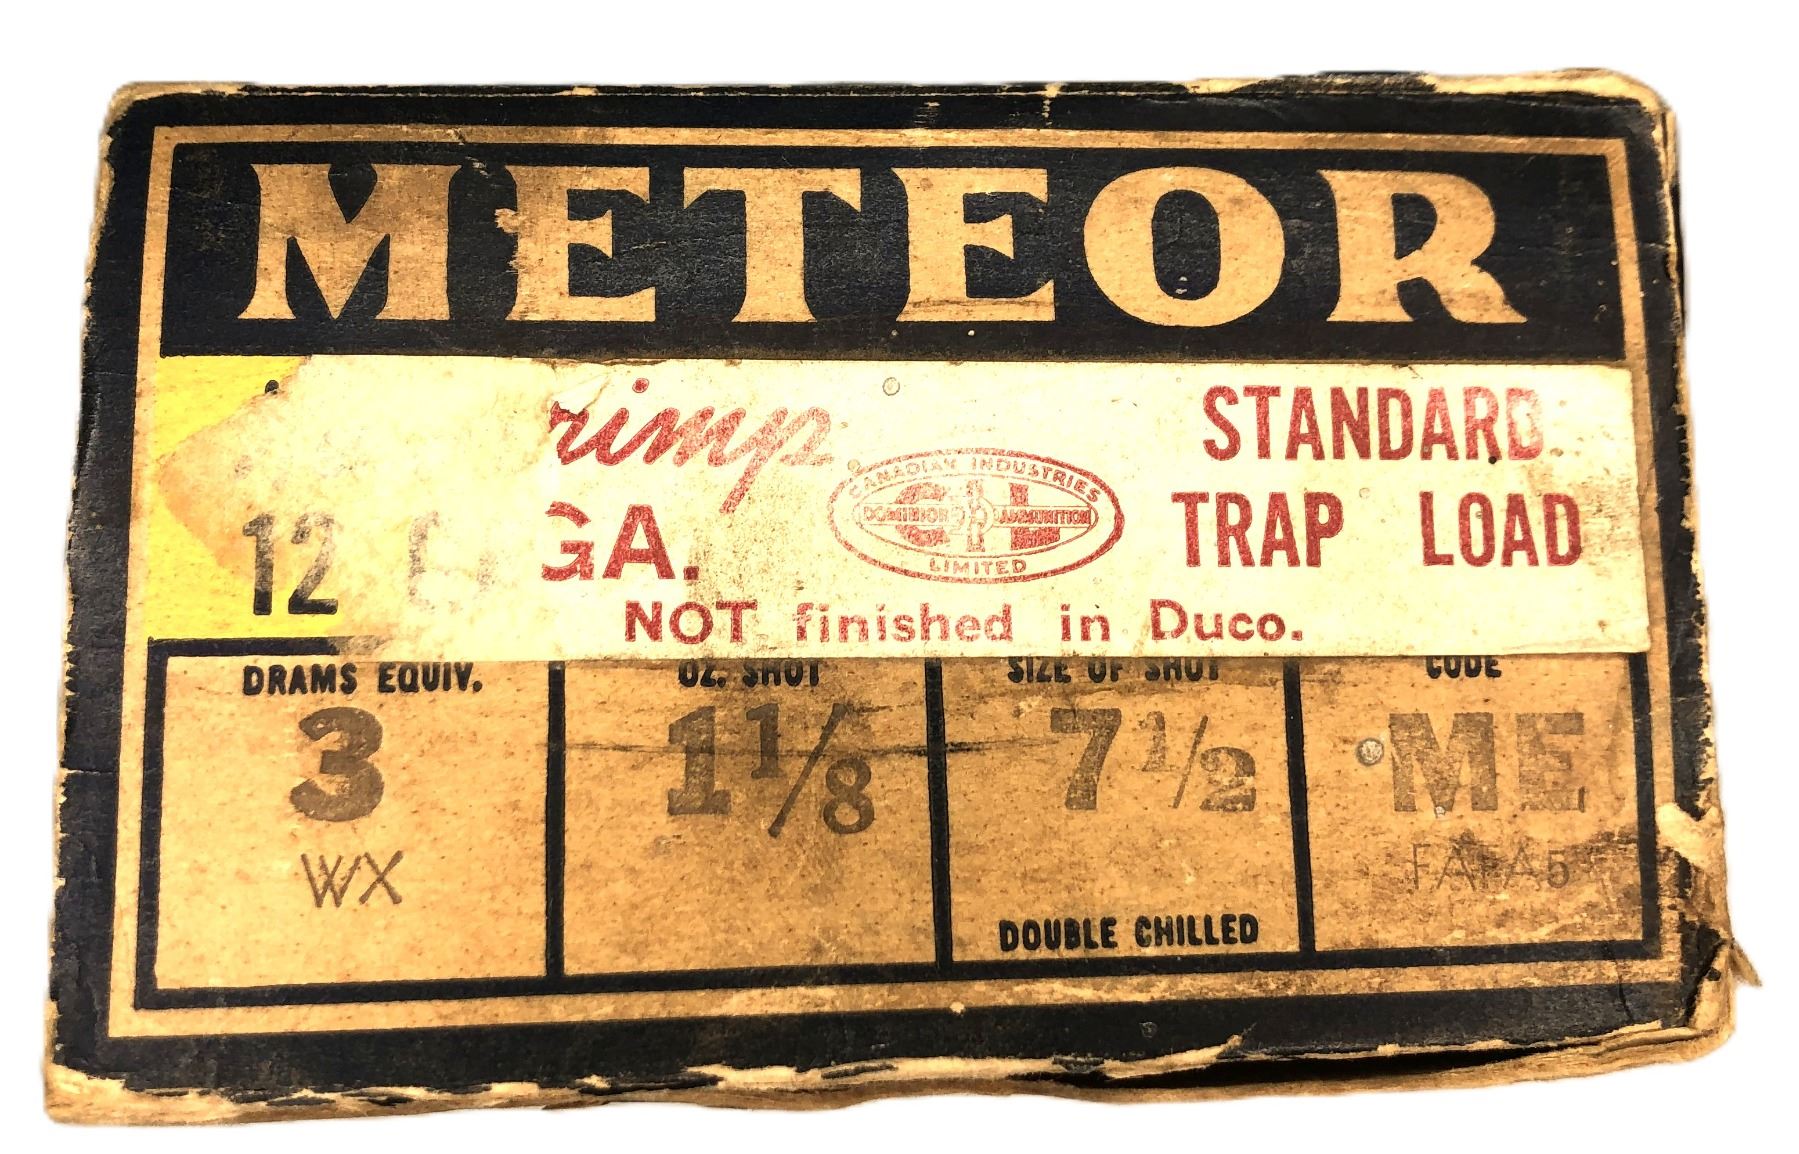 METEOR
rimp
STANDARD
12
GA.
CANADIAN INDUSTRIES
CIL
DOMINION AMMUNITION
LIMITED
TRAP LOAD
NOT finished in Duco.
DRAMS EQUIV. OZ. SHOT SIZE OF SHOT CODE
3 1 1/8 7 1/2 ME
WX
DOUBLE CHILLED